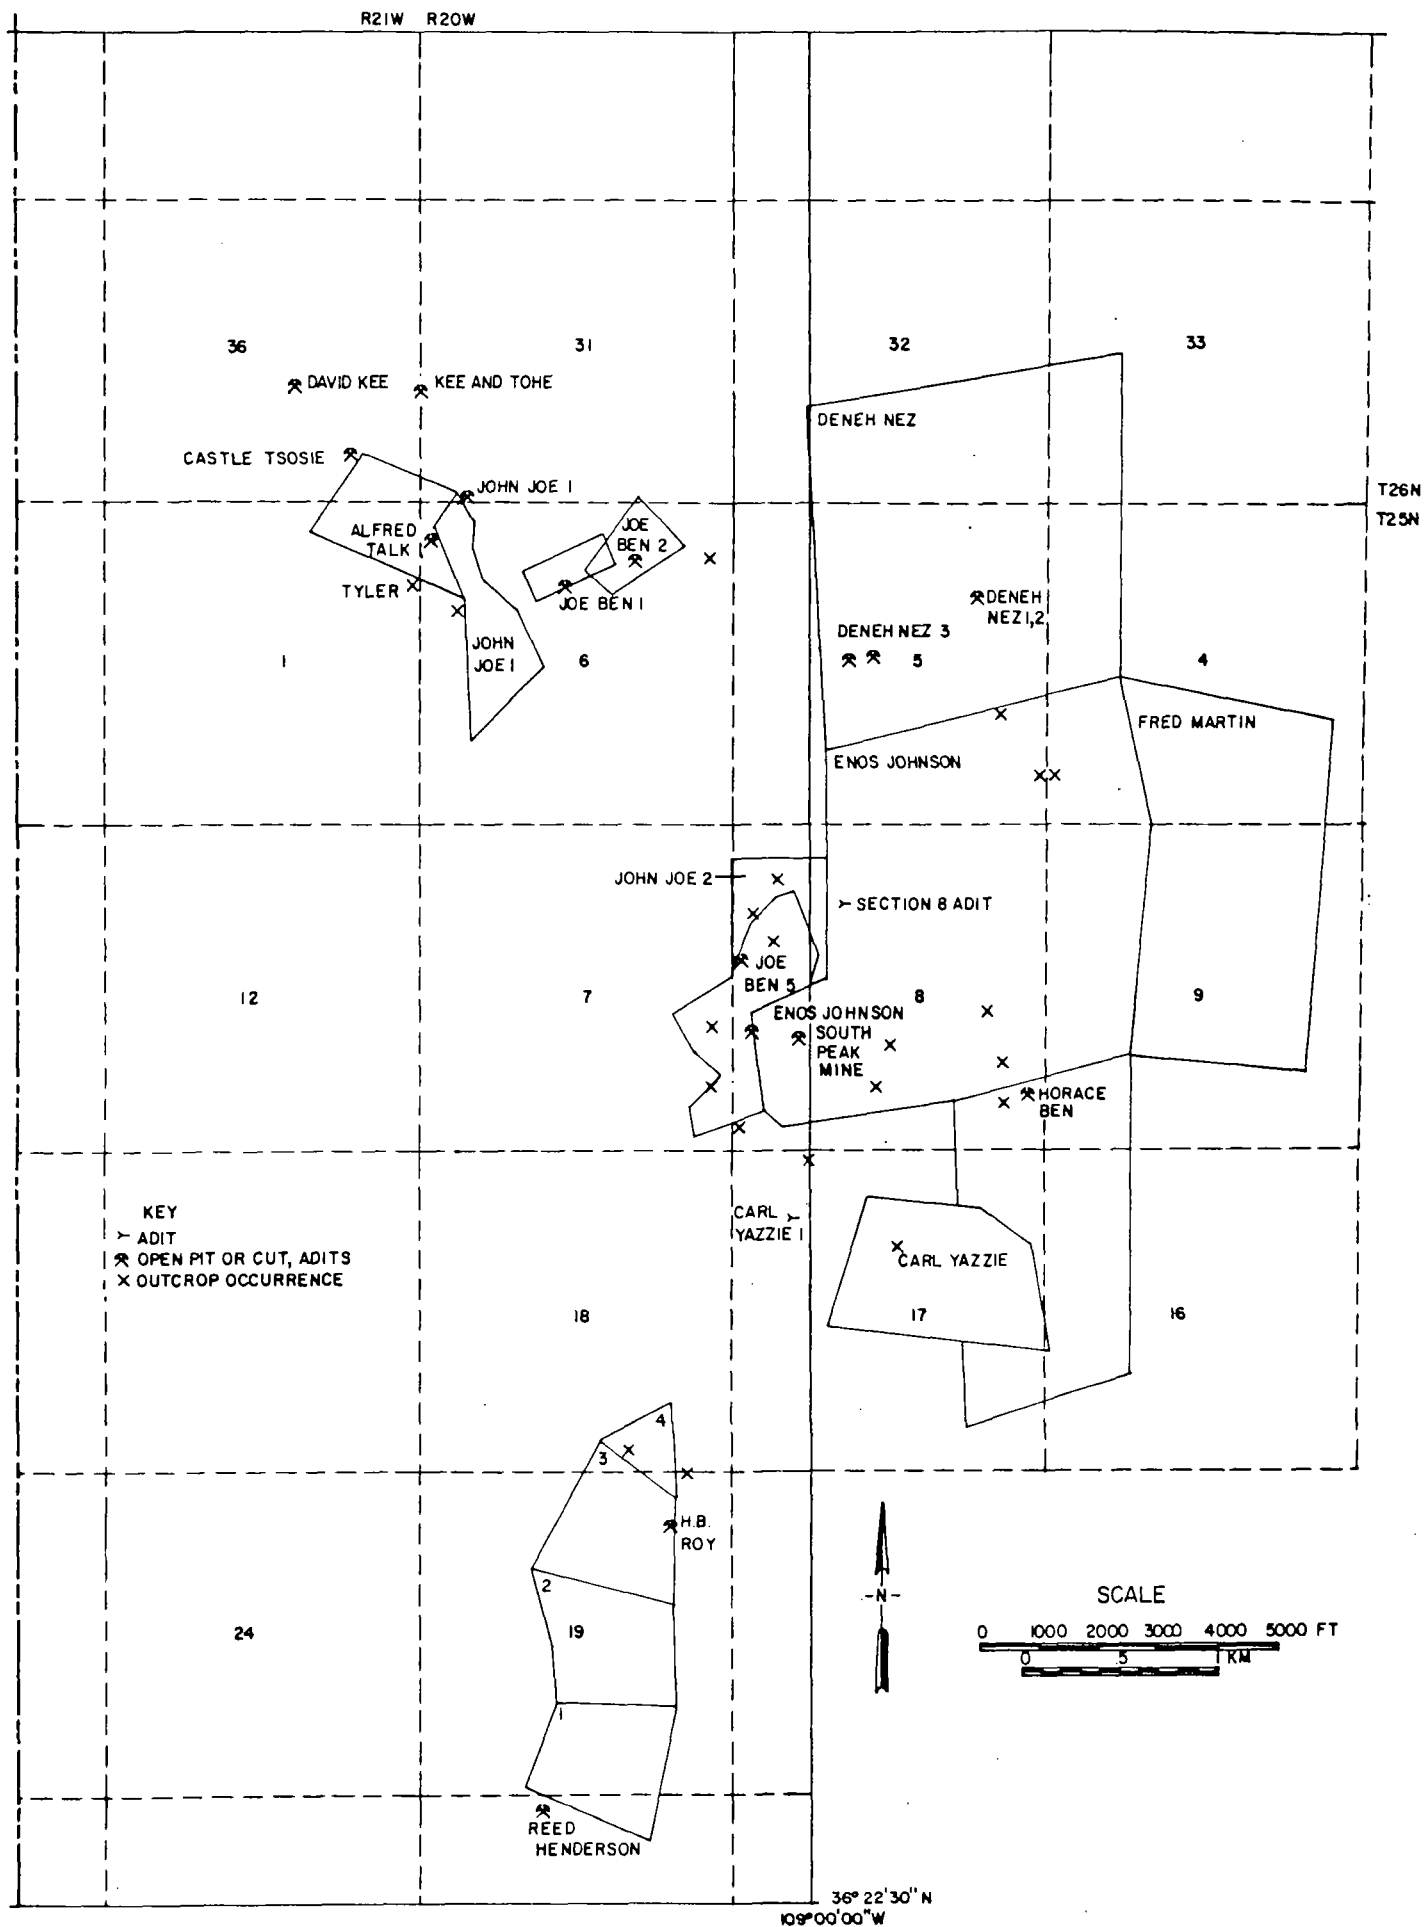 R21W R20W
36
31
32
33
DAVID KEE
KEE AND TOHE
DENEH NEZ
CASTLE TSOSIE
JOHN JOE 1
T26N
T25N
ALFRED
TALK
JOE
BEN 2
TYLER
JOE BEN 1
DENEH
NEZ 1,2
DENEH NEZ 3
JOHN
JOE 1
1
6
5
4
FRED MARTIN
ENOS JOHNSON
JOHN JOE 2
SECTION 8 ADIT
JOE
BEN 5
12
7
8
9
ENOS JOHNSON
SOUTH
PEAK
MINE
HORACE
BEN
KEY
ADIT
OPEN PIT OR CUT, ADITS
OUTCROP OCCURRENCE
CARL
YAZZIE 1
CARL YAZZIE
18
17
16
4
3
H.B.
ROY
2
24
19
1
REED
HENDERSON
-N-
SCALE
0 1000 2000 3000 4000 5000 FT
0 .5 1 KM
36° 22'30" N
109°00'00"W